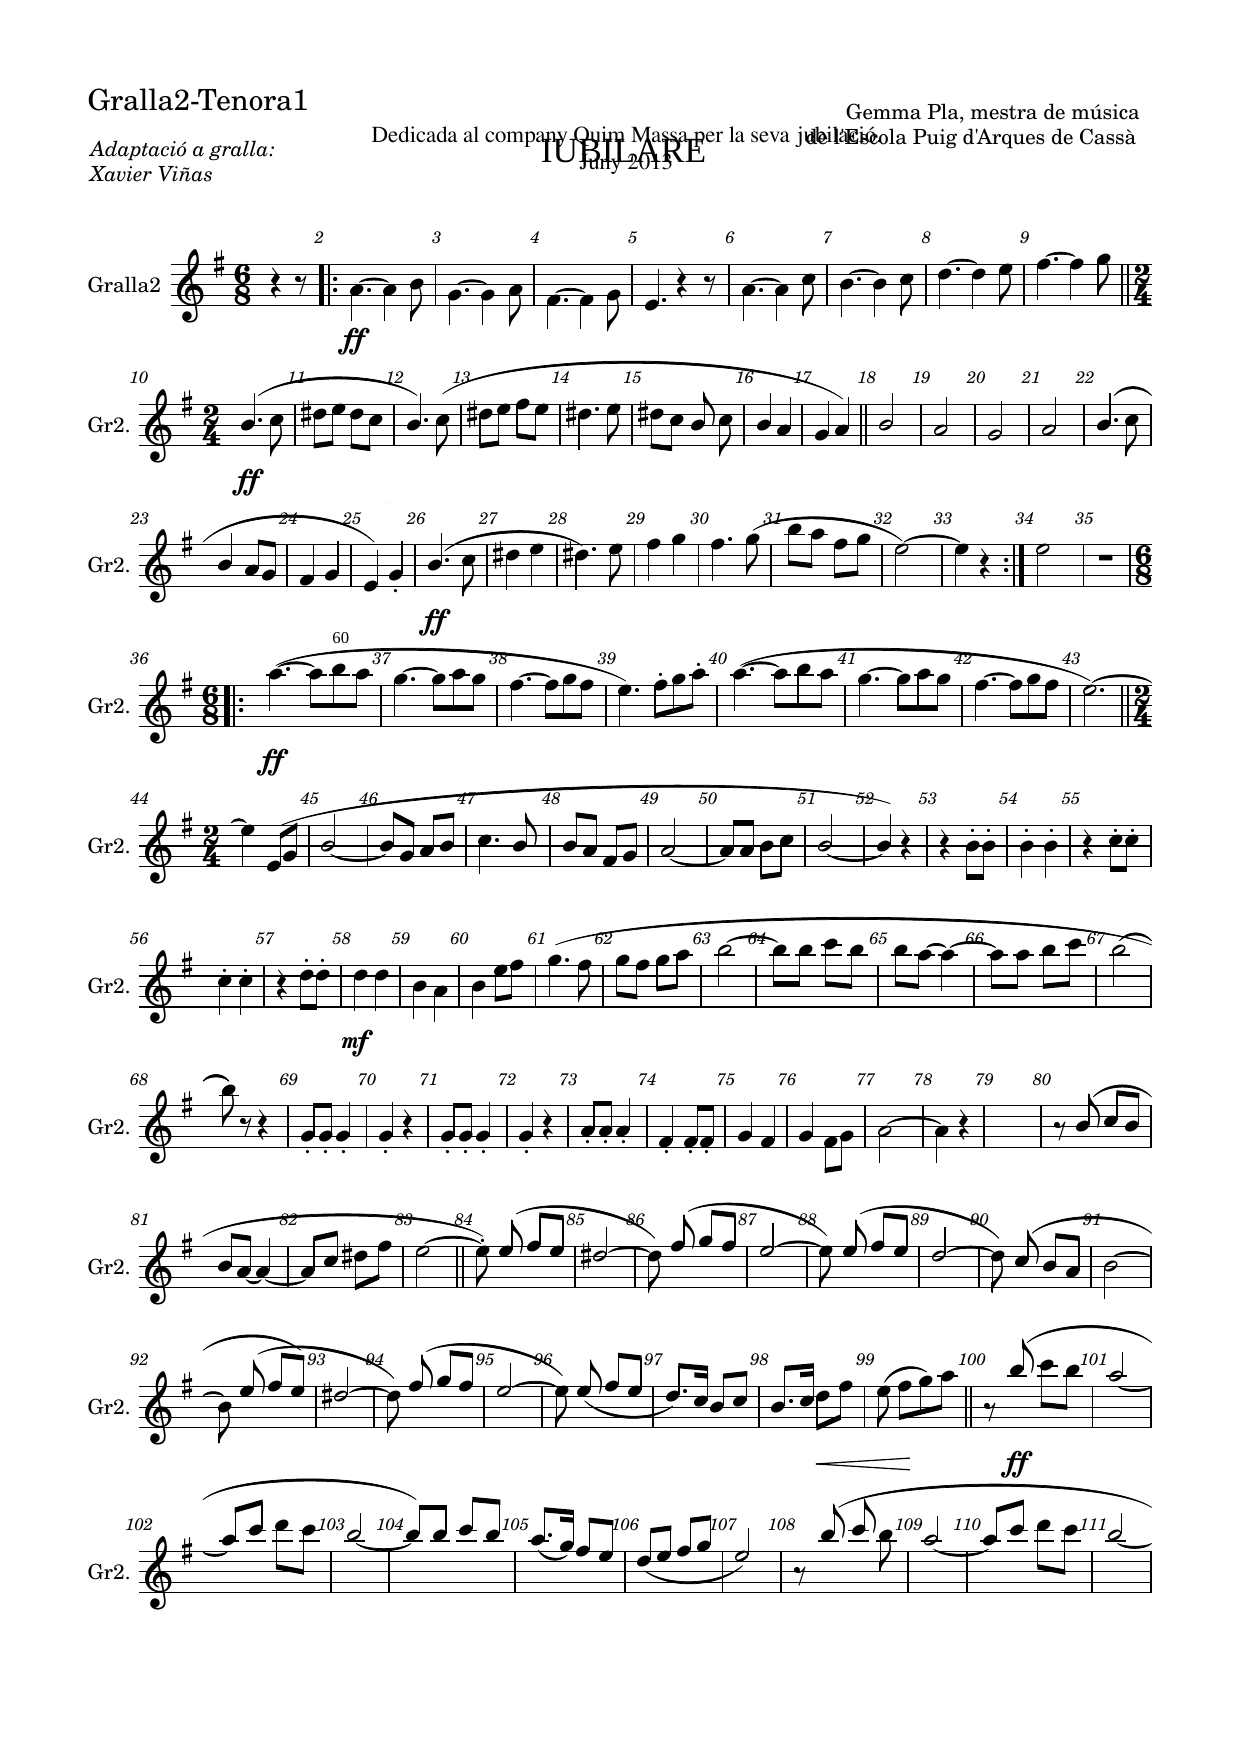 Gralla2-Tenora1
Gemma Pla, mestra de música
de l'Escola Puig d'Arques de Cassà
Dedicada al company Quim Massa per la seva jubilació
IUBILARE
Juny 2013
Adaptació a gralla:
Xavier Viñas
2 3 4 5 6 7 8 9
Gralla2 6 8 2 4
ff
10 11 12 13 14 15 16 17 18 19 20 21 22
Gr2. 2 4
ff
23 24 25 26 27 28 29 30 31 32 33 34 35
Gr2. 6 8
ff
60
36 37 38 39 40 41 42 43
Gr2. 6 8 2 4
ff
44 45 46 47 48 49 50 51 52 53 54 55
Gr2. 2 4
56 57 58 59 60 61 62 63 64 65 66 67
Gr2.
mf
68 69 70 71 72 73 74 75 76 77 78 79 80
Gr2.
81 82 83 84 85 86 87 88 89 90 91
Gr2.
92 93 94 95 96 97 98 99 100 101
Gr2.
ff
102 103 104 105 106 107 108 109 110 111
Gr2.